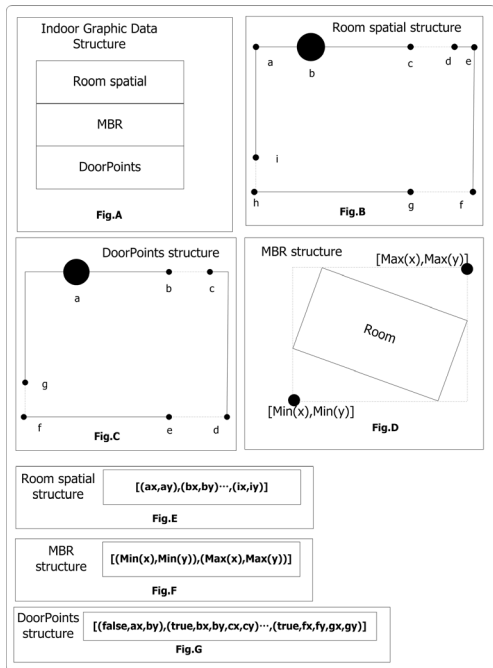 Indoor Graphic Data
Structure
Room spatial
MBR
DoorPoints
Fig.A
Room spatial structure
a
b
c
d
e
i
h
g
f
Fig.B
DoorPoints structure
a
b
c
g
f
e
d
Fig.C
MBR structure
[Max(x),Max(y)]
Room
[Min(x),Min(y)]
Fig.D
Room spatial
structure
[(ax,ay),(bx,by)···,(ix,iy)]
Fig.E
MBR
structure
[(Min(x),Min(y)),(Max(x),Max(y))]
Fig.F
DoorPoints
structure
[(false,ax,by),(true,bx,by,cx,cy)···,(true,fx,fy,gx,gy)]
Fig.G